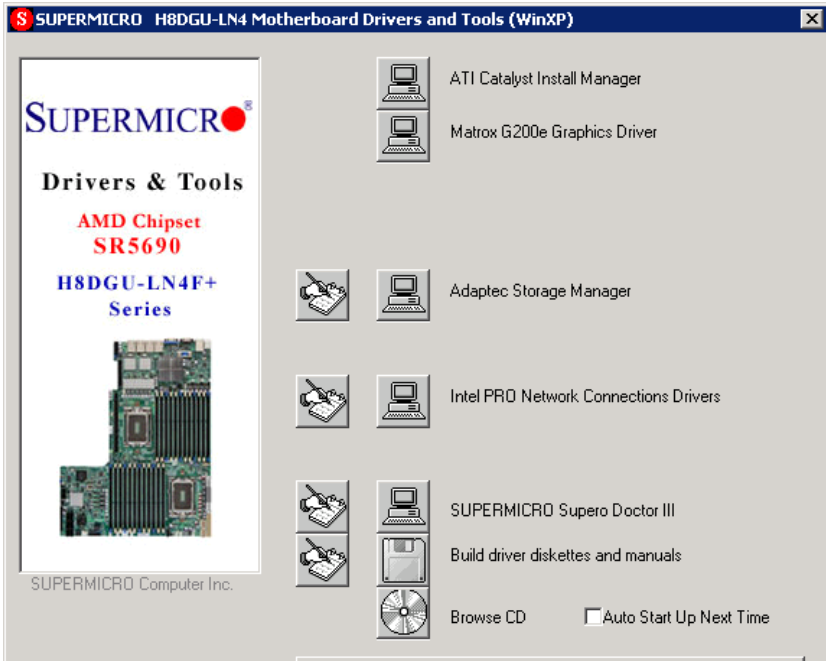 SUPERMICRO H8DGU-LN4 Motherboard Drivers and Tools (WinXP)
SUPERMICRO®
Drivers & Tools
AMD Chipset
SR5690
H8DGU-LN4F+
Series
SUPERMICRO Computer Inc.
ATI Catalyst Install Manager
Matrox G200e Graphics Driver
Adaptec Storage Manager
Intel PRO Network Connections Drivers
SUPERMICRO Supero Doctor III
Build driver diskettes and manuals
Browse CD
Auto Start Up Next Time